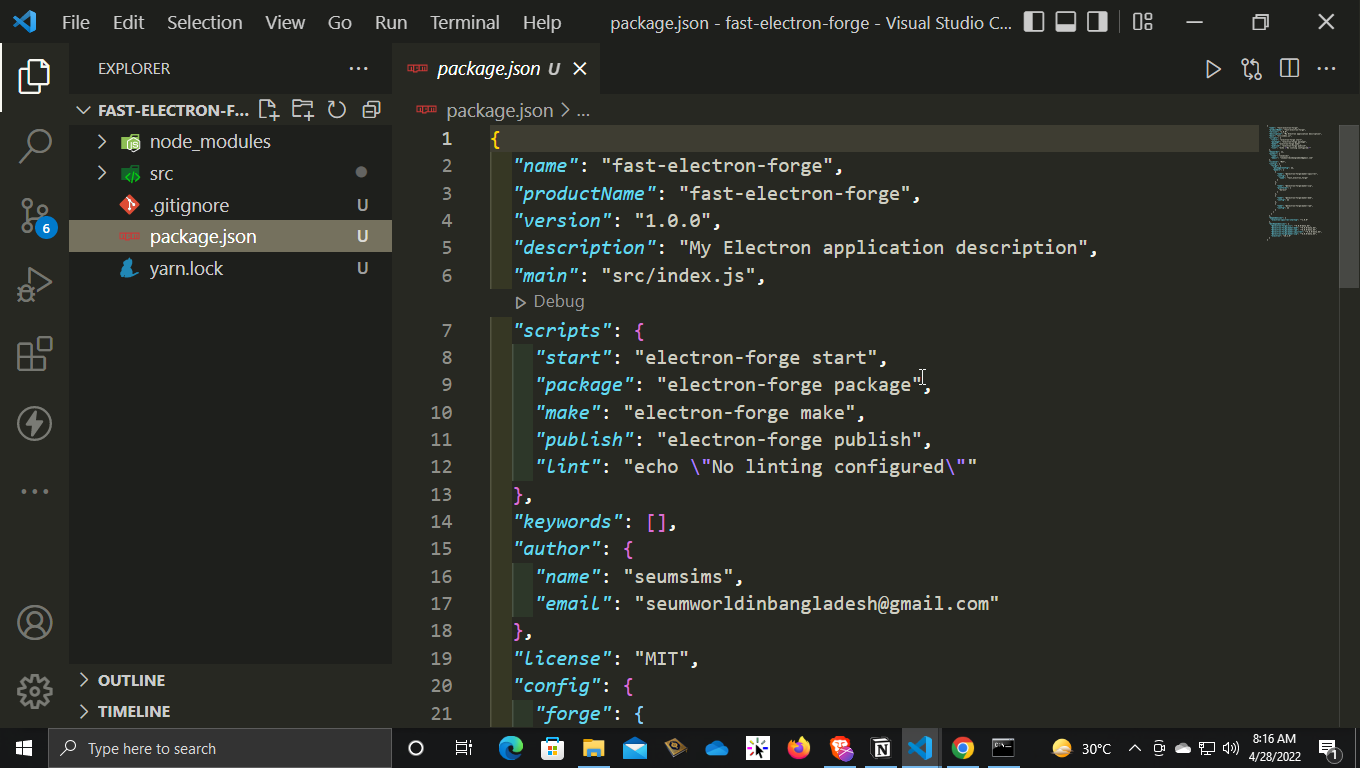 File Edit Selection View Go Run Terminal Help package.json - fast-electron-forge - Visual Studio C...
EXPLORER
package.json U
FAST-ELECTRON-F...
package.json > ...
node_modules
src
.gitignore U
package.json U
yarn.lock U
6
1 {
2 "name": "fast-electron-forge",
3 "productName": "fast-electron-forge",
4 "version": "1.0.0",
5 "description": "My Electron application description",
6 "main": "src/index.js",
Debug
7 "scripts": {
8 "start": "electron-forge start",
9 "package": "electron-forge package",
10 "make": "electron-forge make",
11 "publish": "electron-forge publish",
12 "lint": "echo \"No linting configured\""
13 },
14 "keywords": [],
15 "author": {
16 "name": "seumsims",
17 "email": "seumworldinbangladesh@gmail.com"
18 },
19 "license": "MIT",
20 "config": {
21 "forge": {
OUTLINE
TIMELINE
Type here to search
30°C
8:16 AM
4/28/2022
1